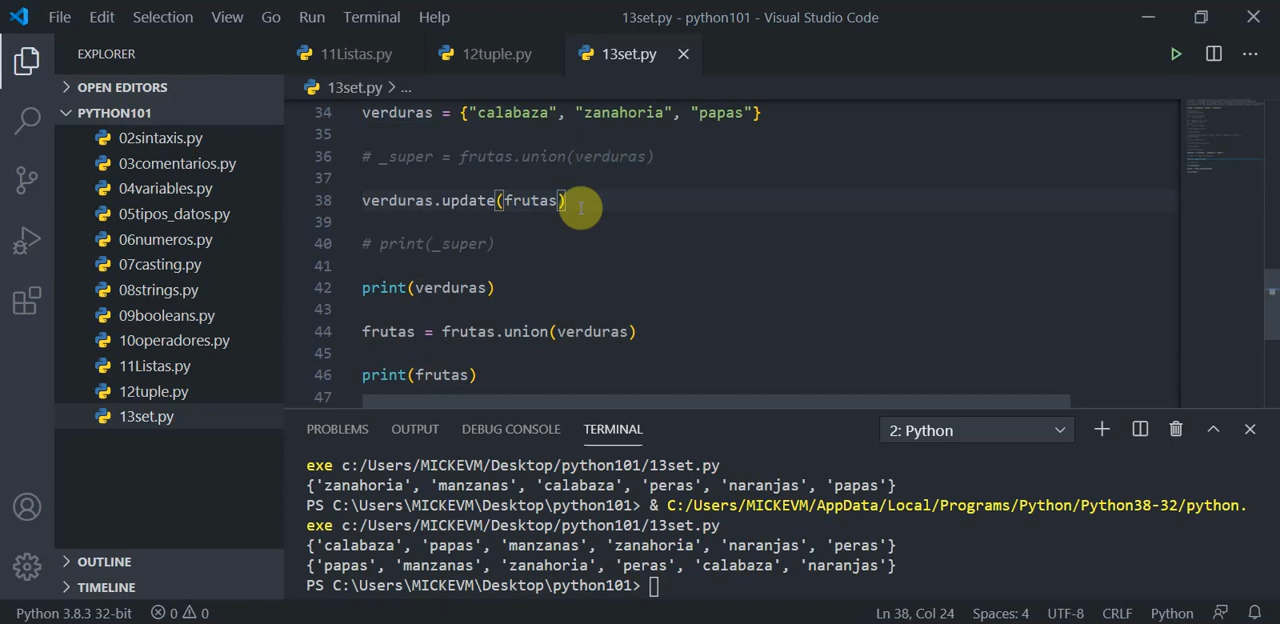 File Edit Selection View Go Run Terminal Help 13set.py - python101 - Visual Studio Code
EXPLORER
11Listas.py 12tuple.py 13set.py
OPEN EDITORS
PYTHON101
02sintaxis.py
03comentarios.py
04variables.py
05tipos_datos.py
06numeros.py
07casting.py
08strings.py
09booleans.py
10operadores.py
11Listas.py
12tuple.py
13set.py
OUTLINE
TIMELINE
13set.py > ...
34 verduras = {"calabaza", "zanahoria", "papas"}
35
36 # _super = frutas.union(verduras)
37
38 verduras.update(frutas)
39
40 # print(_super)
41
42 print(verduras)
43
44 frutas = frutas.union(verduras)
45
46 print(frutas)
47
PROBLEMS OUTPUT DEBUG CONSOLE TERMINAL 2: Python
exe c:/Users/MICKEVM/Desktop/python101/13set.py
{'zanahoria', 'manzanas', 'calabaza', 'peras', 'naranjas', 'papas'}
PS C:\Users\MICKEVM\Desktop\python101> & C:/Users/MICKEVM/AppData/Local/Programs/Python/Python38-32/python.
exe c:/Users/MICKEVM/Desktop/python101/13set.py
{'calabaza', 'papas', 'manzanas', 'zanahoria', 'naranjas', 'peras'}
{'papas', 'manzanas', 'zanahoria', 'peras', 'calabaza', 'naranjas'}
PS C:\Users\MICKEVM\Desktop\python101>
Python 3.8.3 32-bit 0 0 Ln 38, Col 24 Spaces: 4 UTF-8 CRLF Python